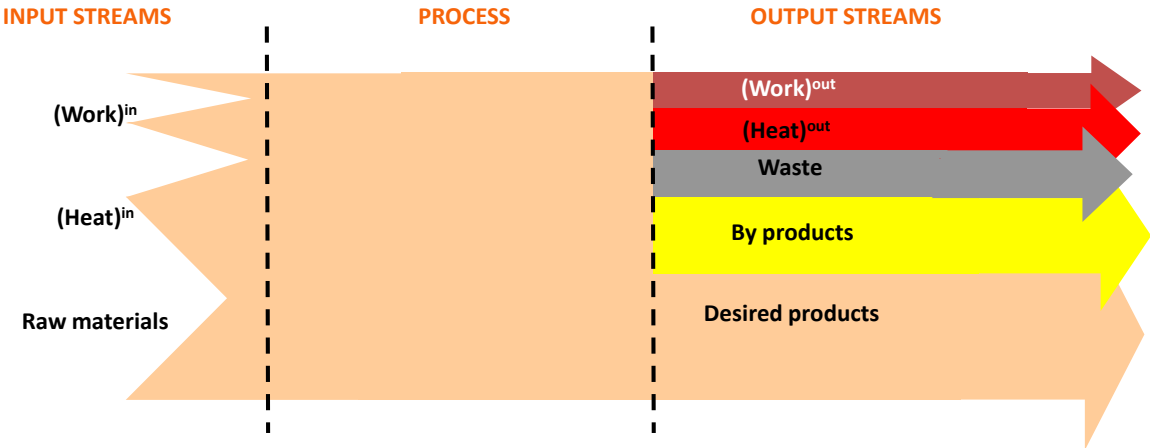 INPUT STREAMS
PROCESS
OUTPUT STREAMS
(Work)in
(Heat)in
Raw materials
(Work)out
(Heat)out
Waste
By products
Desired products